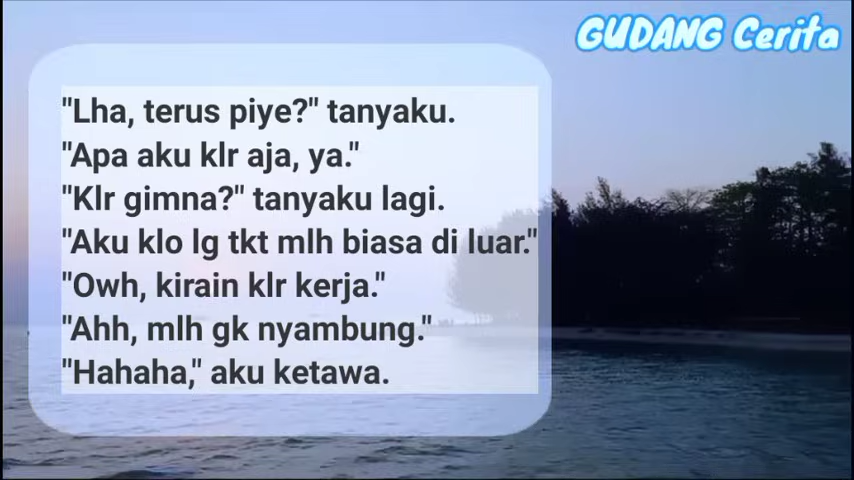 GUDANG Cerita
"Lha, terus piye?" tanyaku.
"Apa aku klr aja, ya."
"Klr gimna?" tanyaku lagi.
"Aku klo lg tkt mlh biasa di luar."
"Owh, kirain klr kerja."
"Ahh, mlh gk nyambung."
"Hahaha," aku ketawa.